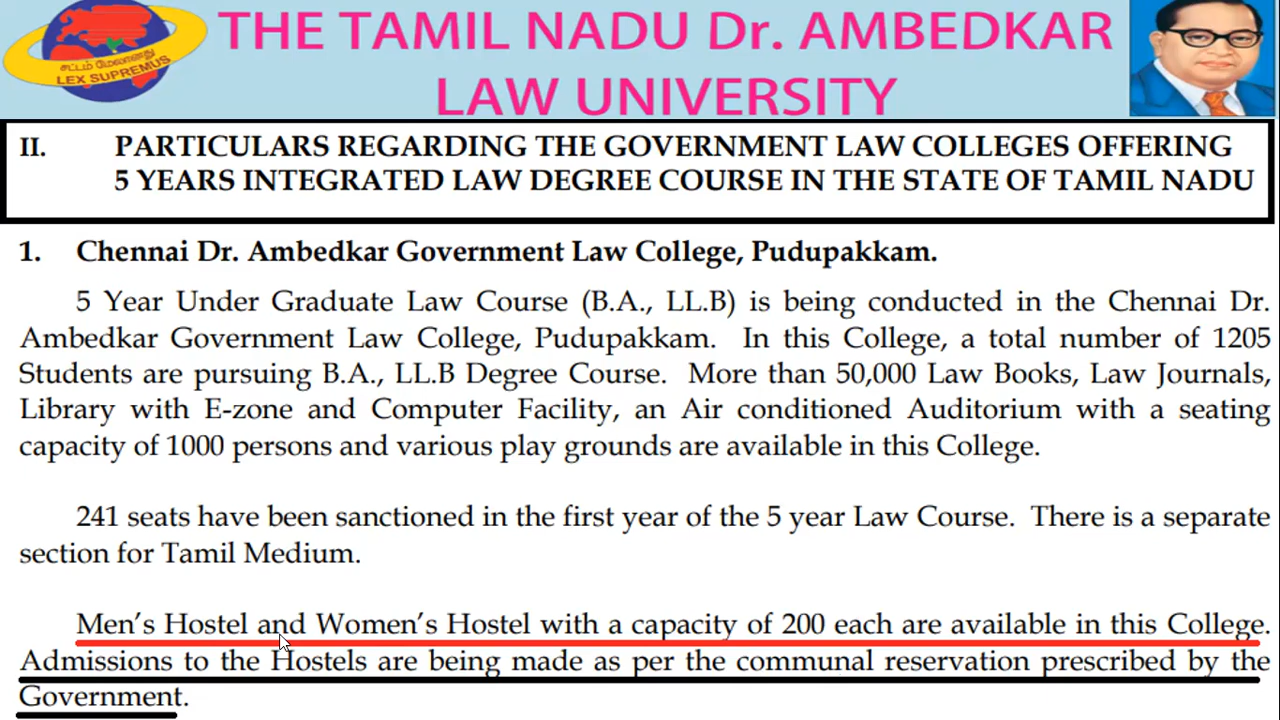 THE TAMIL NADU Dr. AMBEDKAR
LAW UNIVERSITY
சட்டம் மேலானது
LEX SUPREMUS
II. PARTICULARS REGARDING THE GOVERNMENT LAW COLLEGES OFFERING
5 YEARS INTEGRATED LAW DEGREE COURSE IN THE STATE OF TAMIL NADU
1. Chennai Dr. Ambedkar Government Law College, Pudupakkam.
5 Year Under Graduate Law Course (B.A., LL.B) is being conducted in the Chennai Dr.
Ambedkar Government Law College, Pudupakkam. In this College, a total number of 1205
Students are pursuing B.A., LL.B Degree Course. More than 50,000 Law Books, Law Journals,
Library with E-zone and Computer Facility, an Air conditioned Auditorium with a seating
capacity of 1000 persons and various play grounds are available in this College.
241 seats have been sanctioned in the first year of the 5 year Law Course. There is a separate
section for Tamil Medium.
Men's Hostel and Women's Hostel with a capacity of 200 each are available in this College.
Admissions to the Hostels are being made as per the communal reservation prescribed by the
Government.